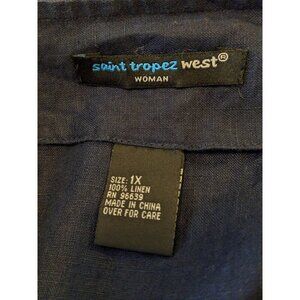 saint tropez west®
WOMAN
SIZE: 1X
100% LINEN
RN 96639
MADE IN CHINA
OVER FOR CARE